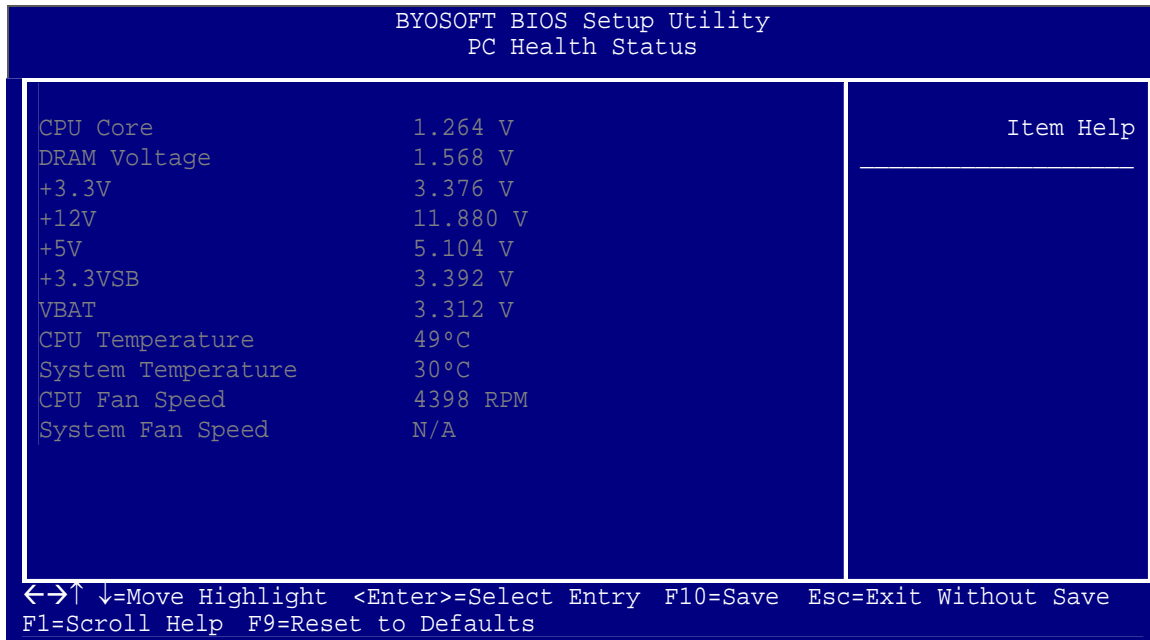 BYOSOFT BIOS Setup Utility
PC Health Status
CPU Core 1.264 V
Item Help
DRAM Voltage 1.568 V
+3.3V 3.376 V
+12V 11.880 V
+5V 5.104 V
+3.3VSB 3.392 V
VBAT 3.312 V
CPU Temperature 49ºC
System Temperature 30ºC
CPU Fan Speed 4398 RPM
System Fan Speed N/A
←→↑ ↓=Move Highlight <Enter>=Select Entry F10=Save Esc=Exit Without Save
F1=Scroll Help F9=Reset to Defaults